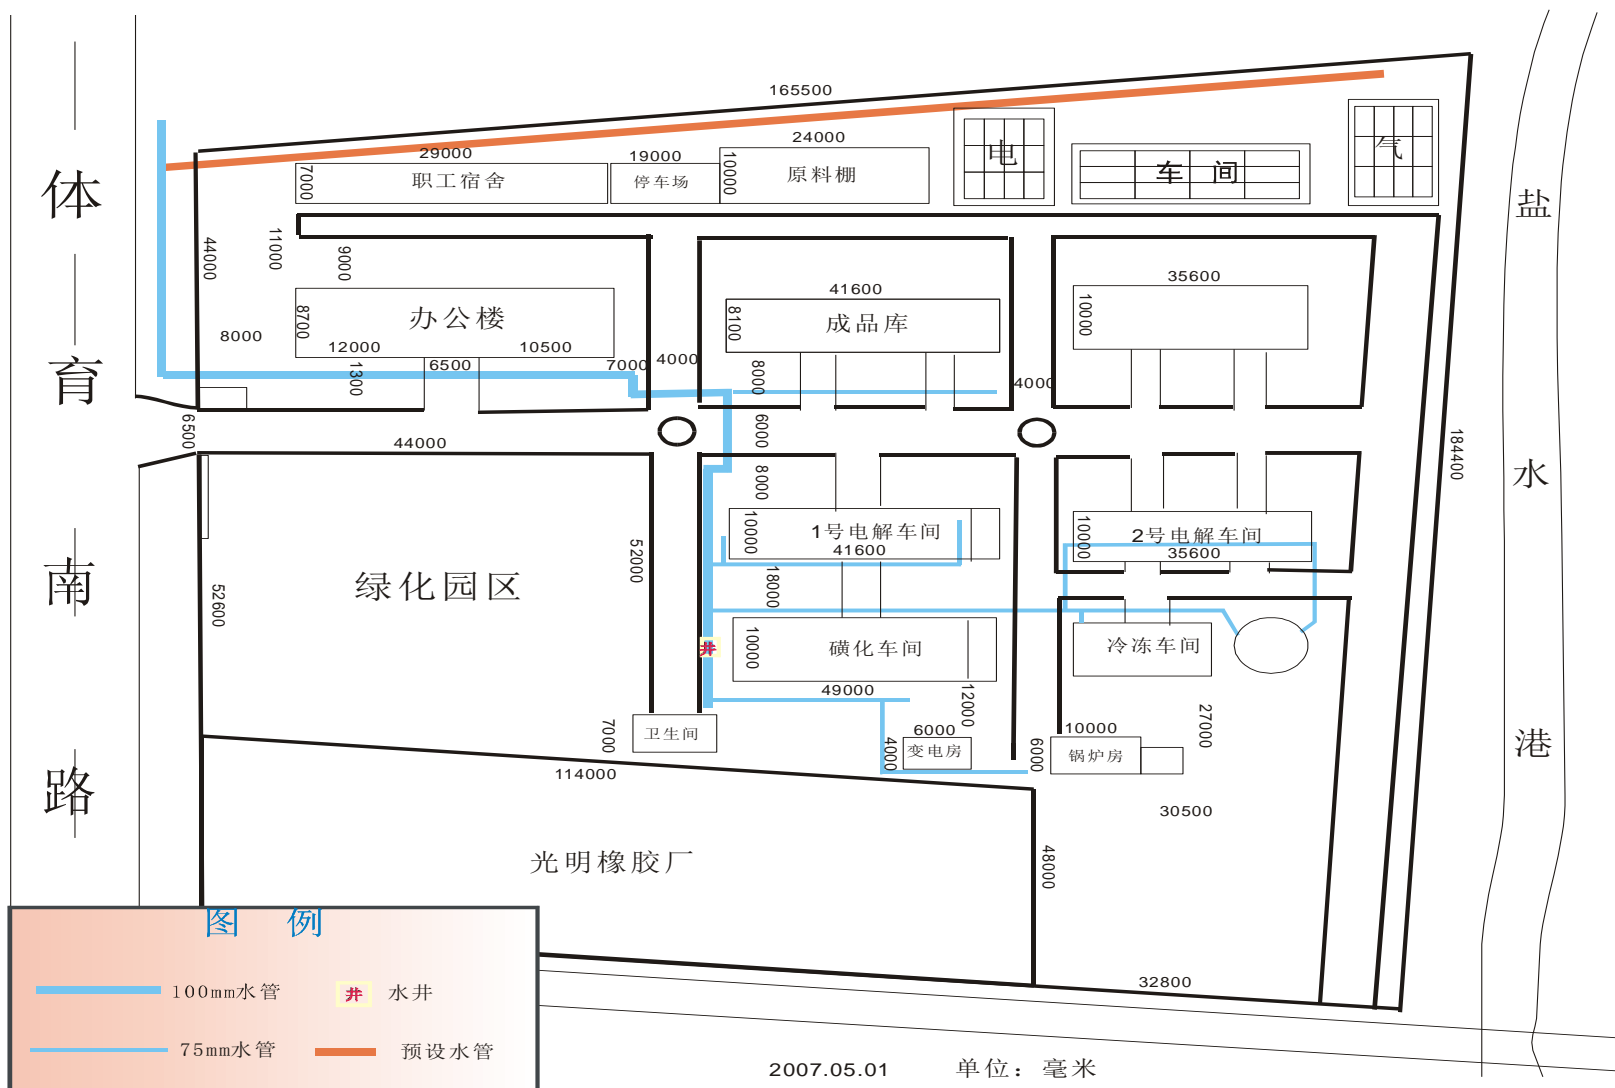 165500
29000
19000
24000
7000
职工宿舍
停车场
10000
原料棚
电
车 间
气
体
育
南
路
盐
水
港
44000
11000
9000
8700
办公楼
8000
12000
10500
1300
6500
7000
4000
41600
8100
成品库
8000
4000
35600
10000
6500
44000
6000
8000
184400
52600
绿化园区
52000
10000
1号电解车间
41600
18000
10000
2号电解车间
35600
井
10000
磺化车间
49000
12000
冷冻车间
27000
7000
卫生间
6000
4000
变电房
6000
10000
锅炉房
114000
30500
光明橡胶厂
48000
32800
图 例
100mm水管
井 水井
75mm水管
预设水管
2007.05.01 单位：毫米